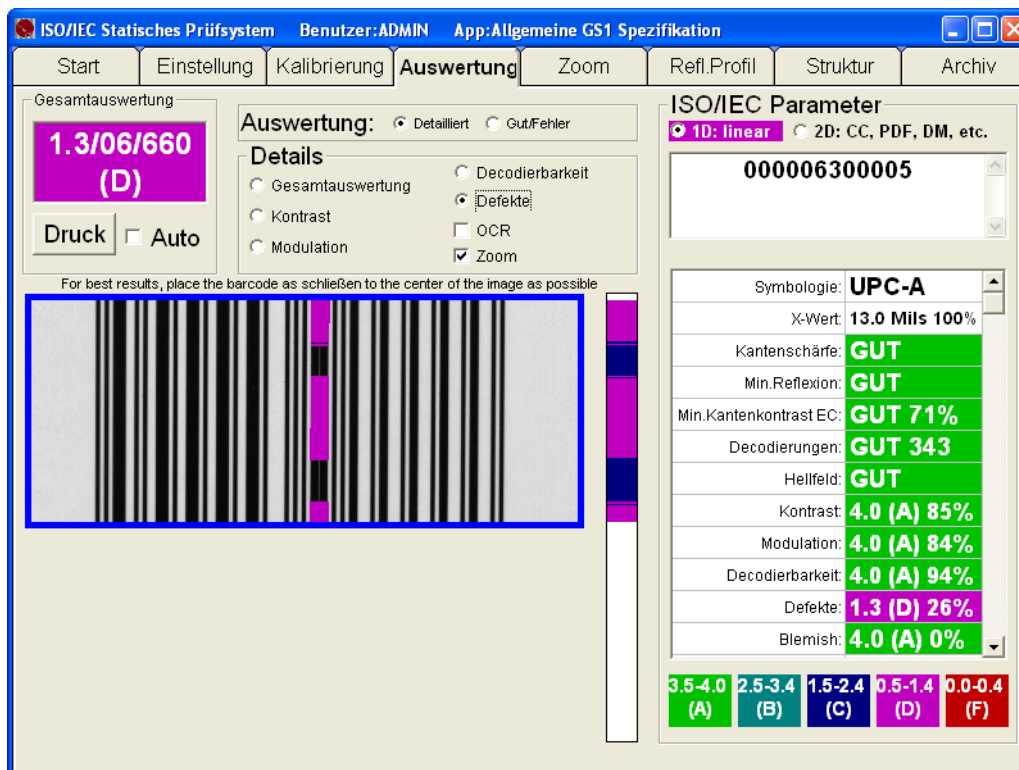 ISO/IEC Statisches Prüfsystem Benutzer:ADMIN App:Allgemeine GS1 Spezifikation
Start Einstellung Kalibrierung Auswertung Zoom Refl.Profil Struktur Archiv
Gesamtauswertung
1.3/06/660
(D)
Druck Auto
Auswertung: Detailliert Gut/Fehler
Details
Gesamtauswertung
Kontrast
Modulation
Decodierbarkeit
Defekte
OCR
Zoom
For best results, place the barcode as schließen to the center of the image as possible
ISO/IEC Parameter
1D: linear 2D: CC, PDF, DM, etc.
000006300005
Symbologie: UPC-A
X-Wert: 13.0 Mils 100%
Kantenschärfe: GUT
Min.Reflexion: GUT
Min.Kantenkontrast EC: GUT 71%
Decodierungen: GUT 343
Hellfeld: GUT
Kontrast: 4.0 (A) 85%
Modulation: 4.0 (A) 84%
Decodierbarkeit: 4.0 (A) 94%
Defekte: 1.3 (D) 26%
Blemish: 4.0 (A) 0%
3.5-4.0 2.5-3.4 1.5-2.4 0.5-1.4 0.0-0.4
(A) (B) (C) (D) (F)